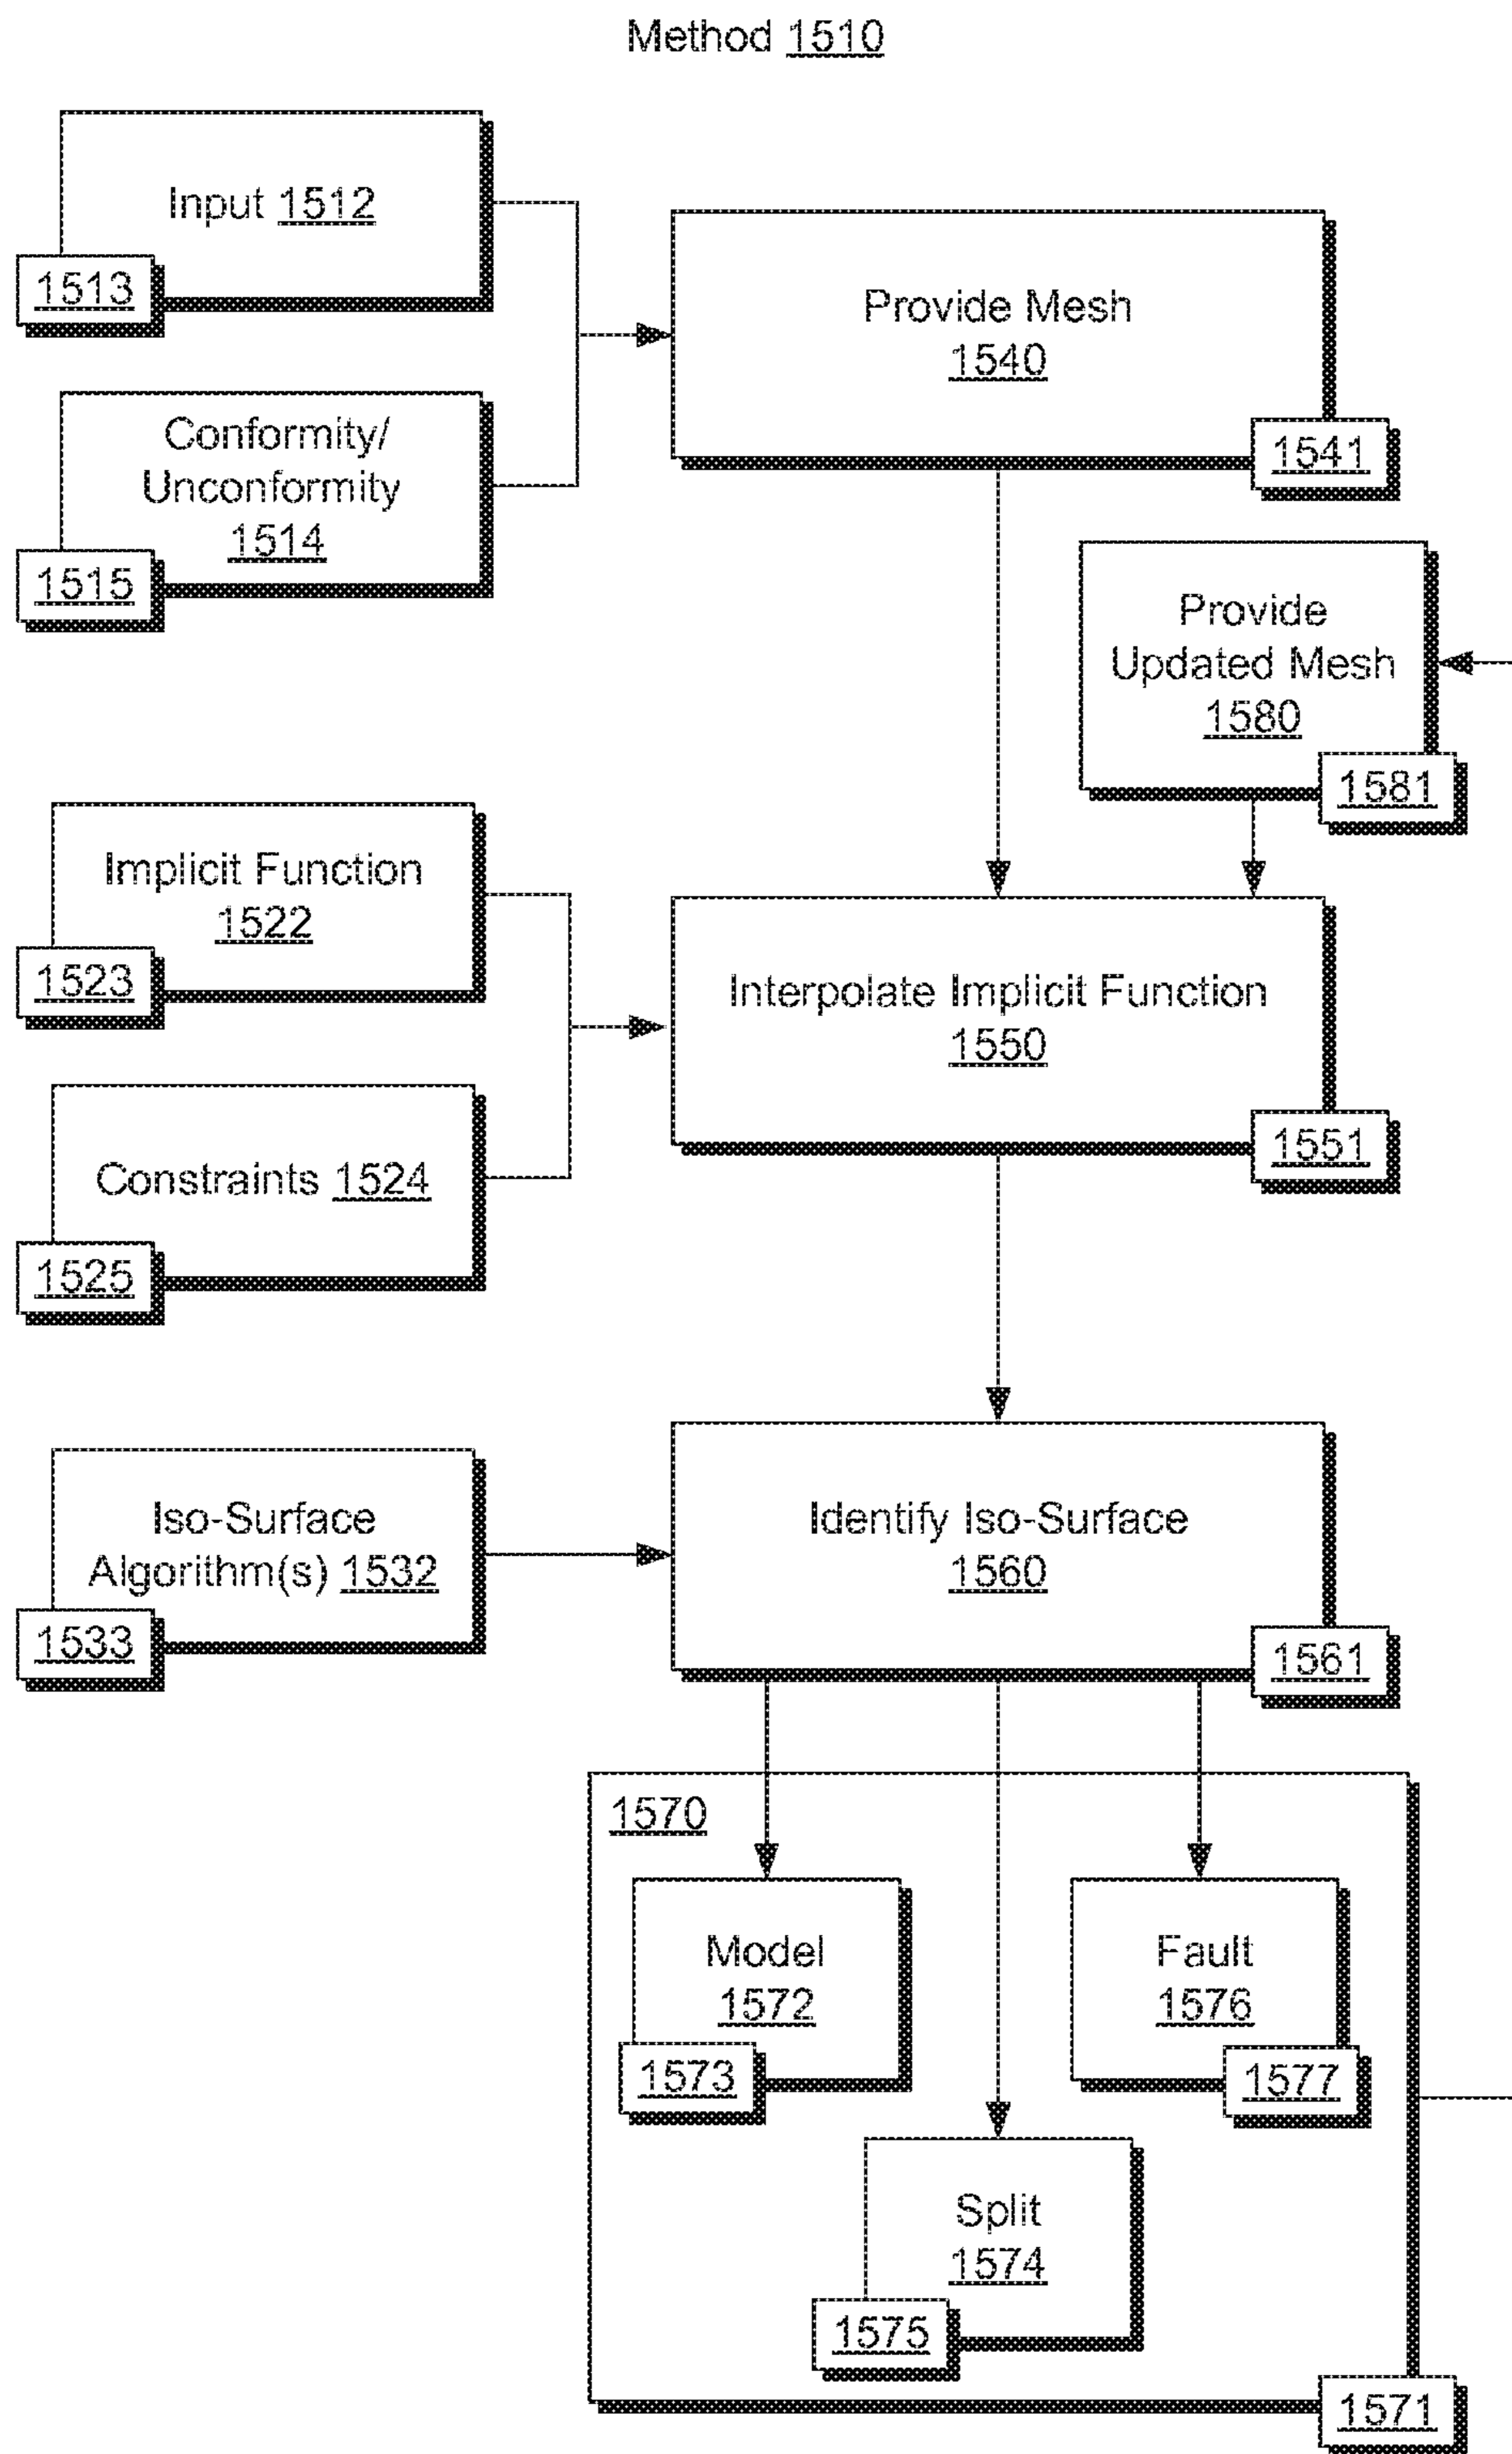 Method 1510
Input 1512
1513
Conformity/
Unconformity
1514
1515
Provide Mesh
1540
1541
Provide
Updated Mesh
1580
1581
Implicit Function
1522
1523
Constraints 1524
1525
Interpolate Implicit Function
1550
1551
Iso-Surface
Algorithm(s) 1532
1533
Identify Iso-Surface
1560
1561
1570
Model
1572
1573
Fault
1576
1577
Split
1574
1575
1571